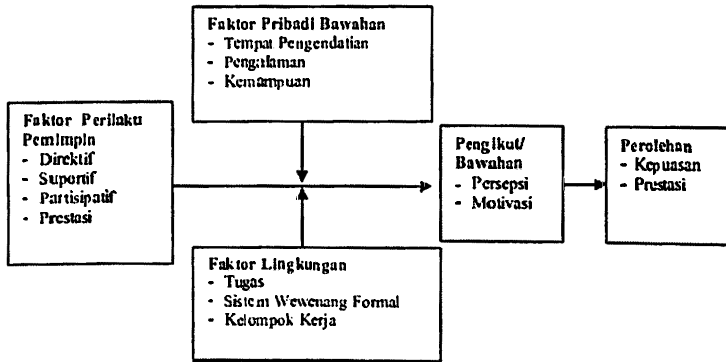 Faktor Pribadi Bawahan
- Tempat Pengendatian
- Pengalaman
- Kemampuan
Faktor Perilaku
Pemimpin
- Direktif
- Suportif
- Partisipatif
- Prestasi
Pengikut/
Bawahan
- Persepsi
- Motivasi
Perolehan
- Kepuasan
- Prestasi
Faktor Lingkungan
- Tugas
- Sistem Wewenang Formal
- Kelompok Kerja